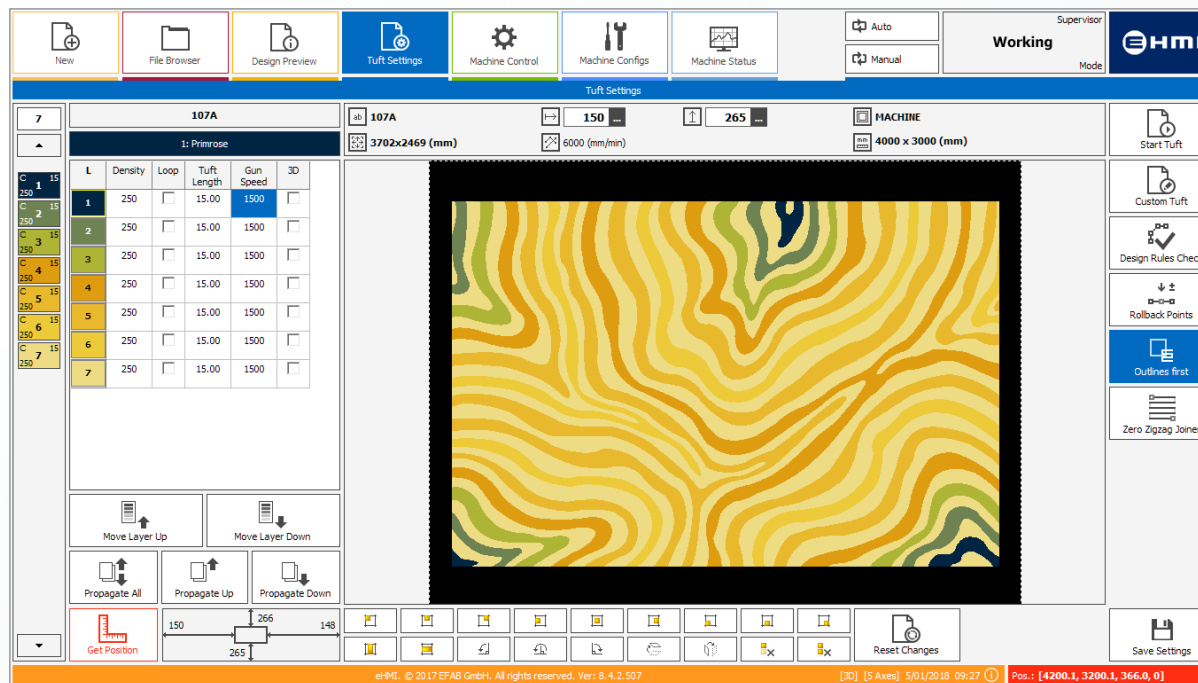 New
File Browser
Design Preview
Tuft Settings
Machine Control
Machine Configs
Machine Status
Auto
Manual
Supervisor
Working
Mode
EHMI
Tuft Settings
7
107A
1: Primrose
ab 107A
150 ...
265 ...
MACHINE
3702x2469 (mm)
6000 (mm/min)
mm 4000 x 3000 (mm)
C 1 15
250
C 2 15
250
C 3 15
250
C 4 15
250
C 5 15
250
C 6 15
250
C 7 15
250
L Density Loop Tuft Length Gun Speed 3D
1 250 15.00 1500
2 250 15.00 1500
3 250 15.00 1500
4 250 15.00 1500
5 250 15.00 1500
6 250 15.00 1500
7 250 15.00 1500
Move Layer Up
Move Layer Down
Propagate All
Propagate Up
Propagate Down
Get Position
150
266
148
265
Reset Changes
Start Tuft
Custom Tuft
Design Rules Check
Rollback Points
Outlines first
Zero Zigzag Joiner
Save Settings
eHMI. © 2017 EFAB GmbH. All rights reserved. Ver: 8.4.2.507
[3D] [5 Axes] 5/01/2018 09:27
Pos.: [4200.1, 3200.1, 366.0, 0]